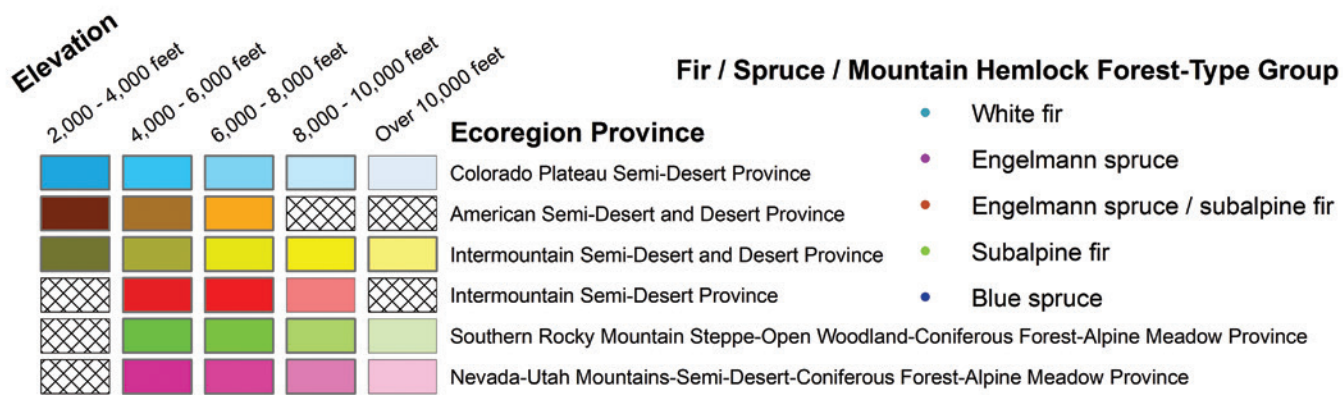 Elevation
2,000 - 4,000 feet
4,000 - 6,000 feet
6,000 - 8,000 feet
8,000 - 10,000 feet
Over 10,000 feet
Ecoregion Province
Colorado Plateau Semi-Desert Province
American Semi-Desert and Desert Province
Intermountain Semi-Desert and Desert Province
Intermountain Semi-Desert Province
Southern Rocky Mountain Steppe-Open Woodland-Coniferous Forest-Alpine Meadow Province
Nevada-Utah Mountains-Semi-Desert-Coniferous Forest-Alpine Meadow Province
Fir / Spruce / Mountain Hemlock Forest-Type Group
White fir
Engelmann spruce
Engelmann spruce / subalpine fir
Subalpine fir
Blue spruce